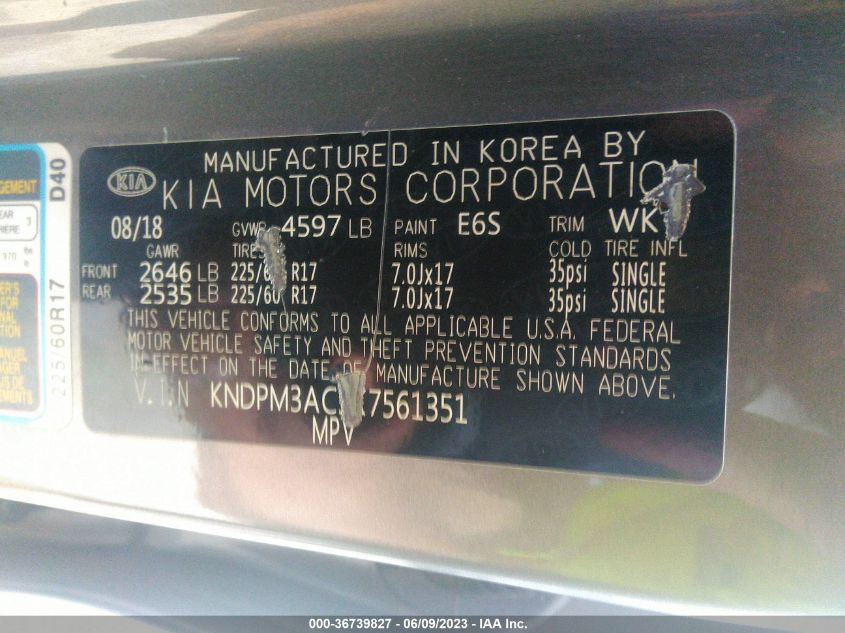 MANUFACTURED IN KOREA BY
KIA
KIA MOTORS CORPORATION
08/18 GVWR 4597 LB PAINT E6S TRIM WK
GAWR TIRES RIMS COLD TIRE INFL
FRONT 2646 LB 225/60 R17 7.0Jx17 35psi SINGLE
REAR 2535 LB 225/60 R17 7.0Jx17 35psi SINGLE
THIS VEHICLE CONFORMS TO ALL APPLICABLE U.S.A. FEDERAL
MOTOR VEHICLE SAFETY AND THEFT PREVENTION STANDARDS
IN EFFECT ON THE DATE OF MANUFACTURE SHOWN ABOVE.
V.I.N KNDPM3AC 7561351
MPV
D40
225/60R17
000-36739827 - 06/09/2023 - IAA Inc.